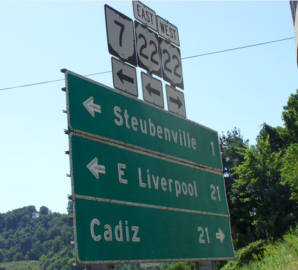 EAST WEST
7 22 22
Steubenville 1
E Liverpool 21
Cadiz 21